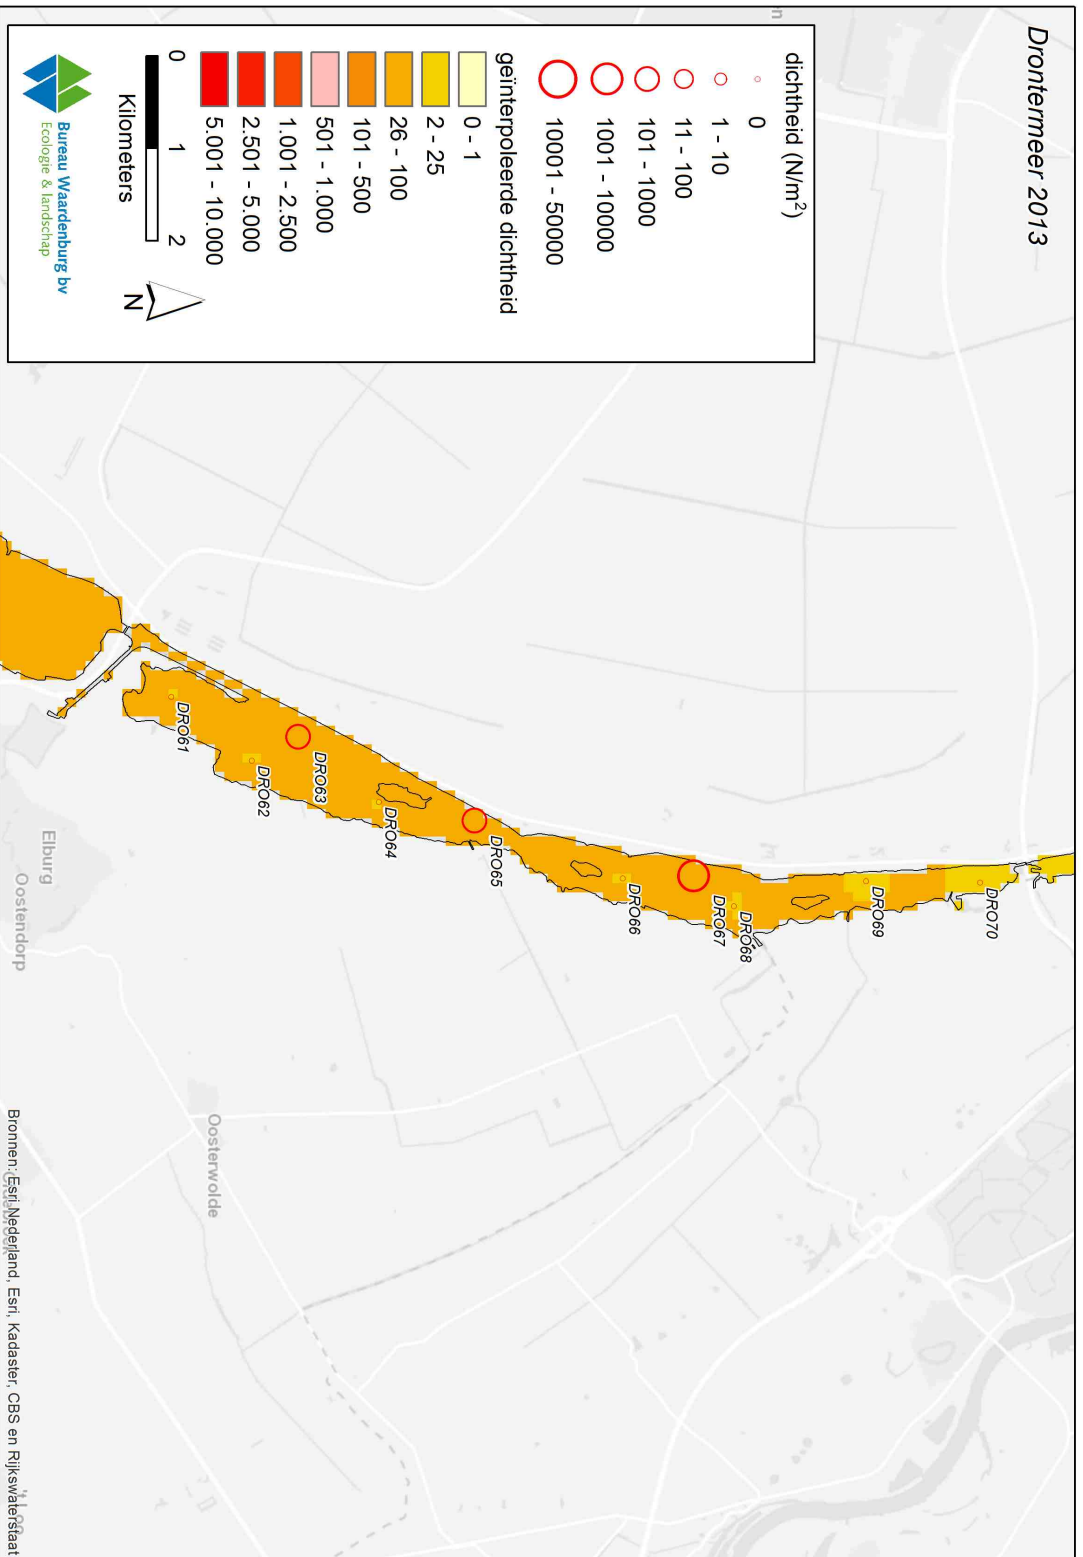 Drontermeer 2013
dichtheid (N/m²)
0
1 - 10
11 - 100
101 - 1000
1001 - 10000
10001 - 50000
geïnterpoleerde dichtheid
0 - 1
2 - 25
26 - 100
101 - 500
501 - 1.000
1.001 - 2.500
2.501 - 5.000
5.001 - 10.000
0 1 2
Kilometers
N
Bureau Waardenburg bv
Ecologie & landschap
DRO70
DRO69
DRO68
DRO67
DRO66
DRO65
DRO64
DRO63
DRO62
DRO61
Elburg
Oostendorp
Oosterwolde
't Loo
Bronnen: Esri Nederland, Esri, Kadaster, CBS en Rijkswaterstaat